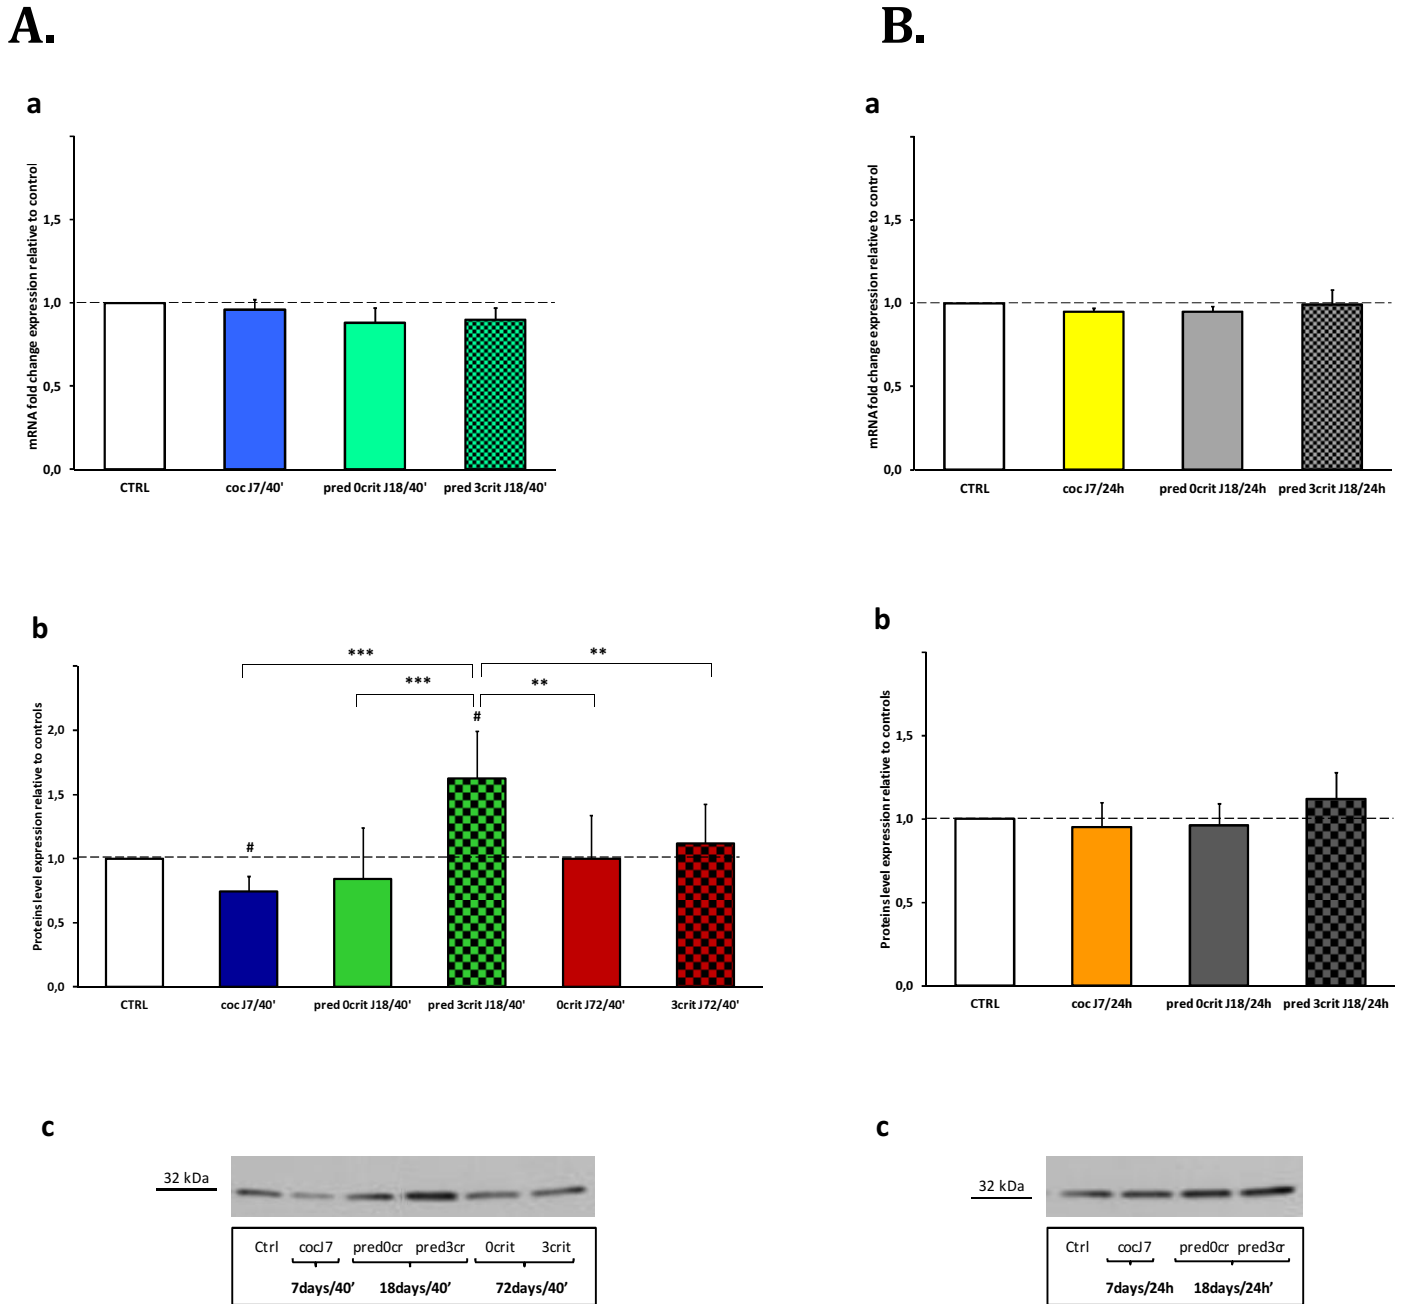 A.
B.
a
mRNA fold change expression relative to control
1,5
1,0
0,5
0,0
CTRL coc J7/40' pred 0crit J18/40' pred 3crit J18/40'
a
mRNA fold change expression relative to control
1,5
1,0
0,5
0,0
CTRL coc J7/24h pred 0crit J18/24h pred 3crit J18/24h
b
Proteins level expression relative to controls
*** **
*** **
#
#
2,0
1,5
1,0
0,5
0,0
CTRL coc J7/40' pred 0crit J18/40' pred 3crit J18/40' 0crit J72/40' 3crit J72/40'
b
Proteins level expression relative to controls
1,5
1,0
0,5
0,0
CTRL coc J7/24h pred 0crit J18/24h pred 3crit J18/24h
c
32 kDa
Ctrl cocJ7 pred0cr pred3cr 0crit 3crit
7days/40’ 18days/40’ 72days/40’
c
32 kDa
Ctrl cocJ7 pred0cr pred3cr
7days/24h 18days/24h’